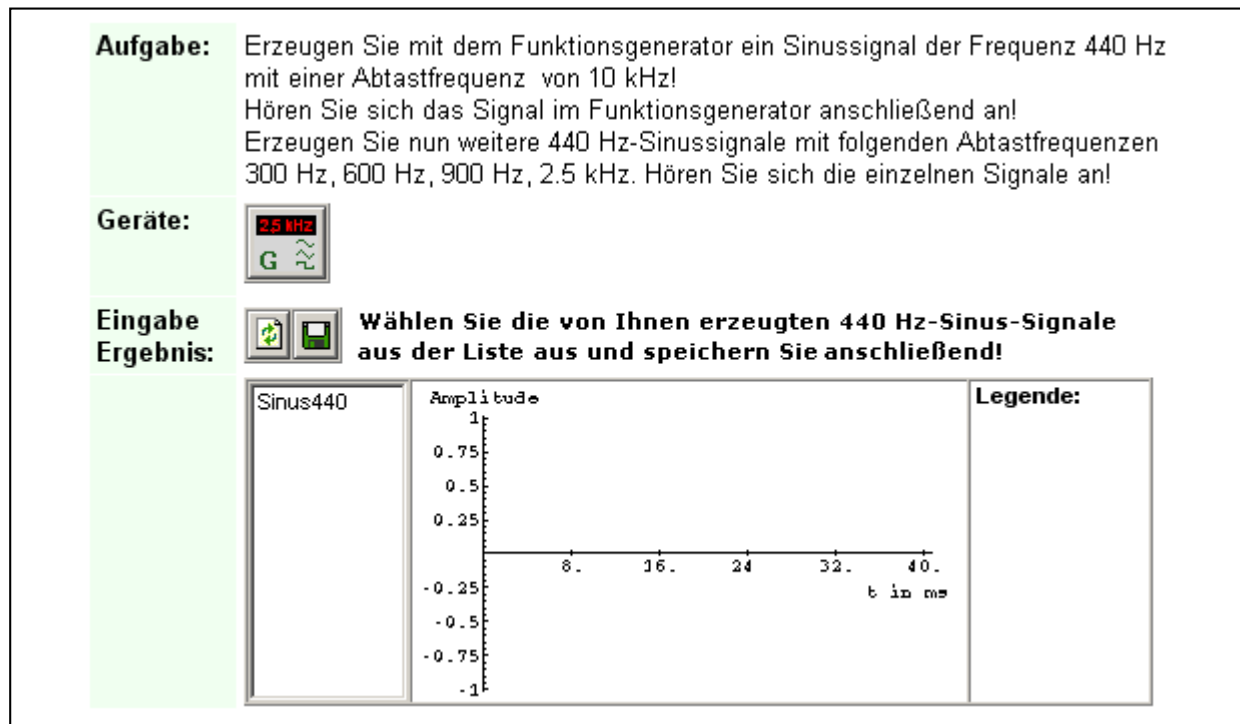 Aufgabe:
Erzeugen Sie mit dem Funktionsgenerator ein Sinussignal der Frequenz 440 Hz
mit einer Abtastfrequenz von 10 kHz!
Hören Sie sich das Signal im Funktionsgenerator anschließend an!
Erzeugen Sie nun weitere 440 Hz-Sinussignale mit folgenden Abtastfrequenzen
300 Hz, 600 Hz, 900 Hz, 2.5 kHz. Hören Sie sich die einzelnen Signale an!
Geräte:
2,5 kHz
G
Eingabe
Ergebnis:
Wählen Sie die von Ihnen erzeugten 440 Hz-Sinus-Signale
aus der Liste aus und speichern Sie anschließend!
Sinus440
Amplitude
1
0.75
0.5
0.25
8. 16. 24 32. 40.
t in ms
-0.25
-0.5
-0.75
-1
Legende: